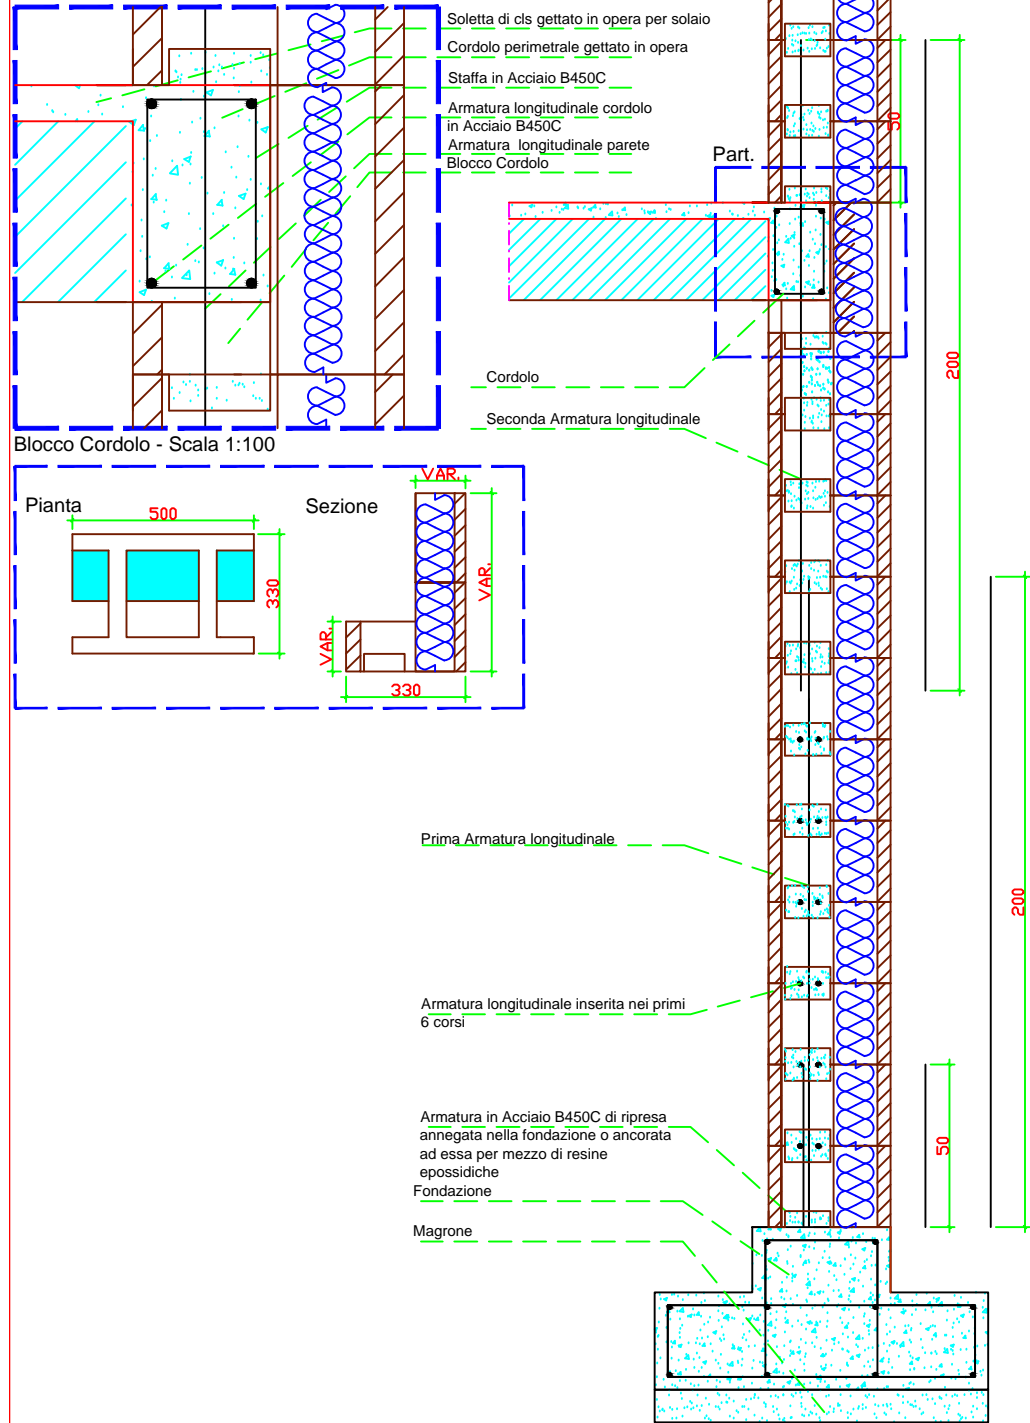 Soletta di cls gettato in opera per solaio
Cordolo perimetrale gettato in opera
Staffa in Acciaio B450C
Armatura longitudinale cordolo
in Acciaio B450C
Armatura longitudinale parete
Blocco Cordolo
50
Part.
200
Cordolo
Seconda Armatura longitudinale
Blocco Cordolo - Scala 1:100
Pianta
500
330
Sezione
VAR.
VAR.
VAR.
330
Prima Armatura longitudinale
200
Armatura longitudinale inserita nei primi
6 corsi
Armatura in Acciaio B450C di ripresa
annegata nella fondazione o ancorata
ad essa per mezzo di resine
epossidiche
50
Fondazione
Magrone